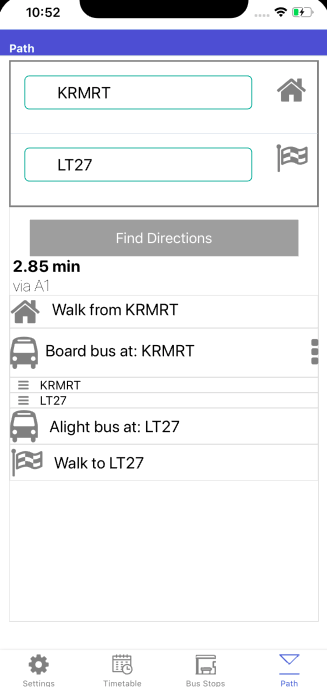 10:52
Path
KRMRT
LT27
Find Directions
2.85 min
via A1
Walk from KRMRT
Board bus at: KRMRT
KRMRT
LT27
Alight bus at: LT27
Walk to LT27
Settings
Timetable
Bus Stops
Path